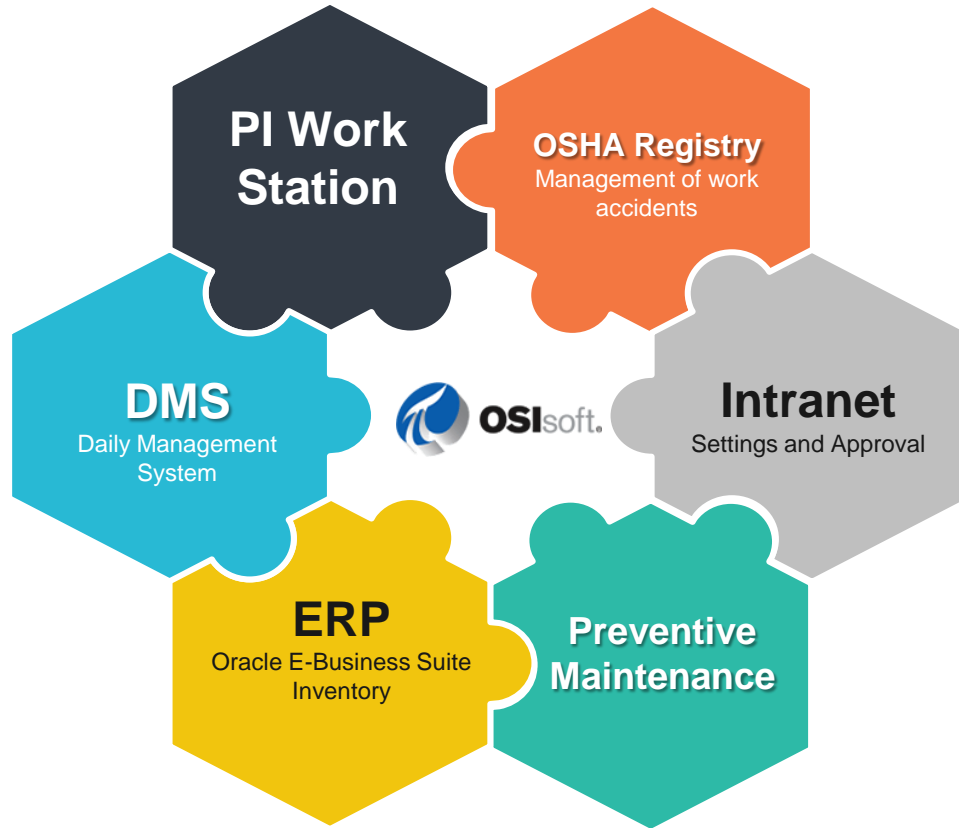 PI Work
Station
OSHA Registry
Management of work
accidents
DMS
Daily Management
System
OSIsoft.
Intranet
Settings and Approval
ERP
Oracle E-Business Suite
Inventory
Preventive
Maintenance